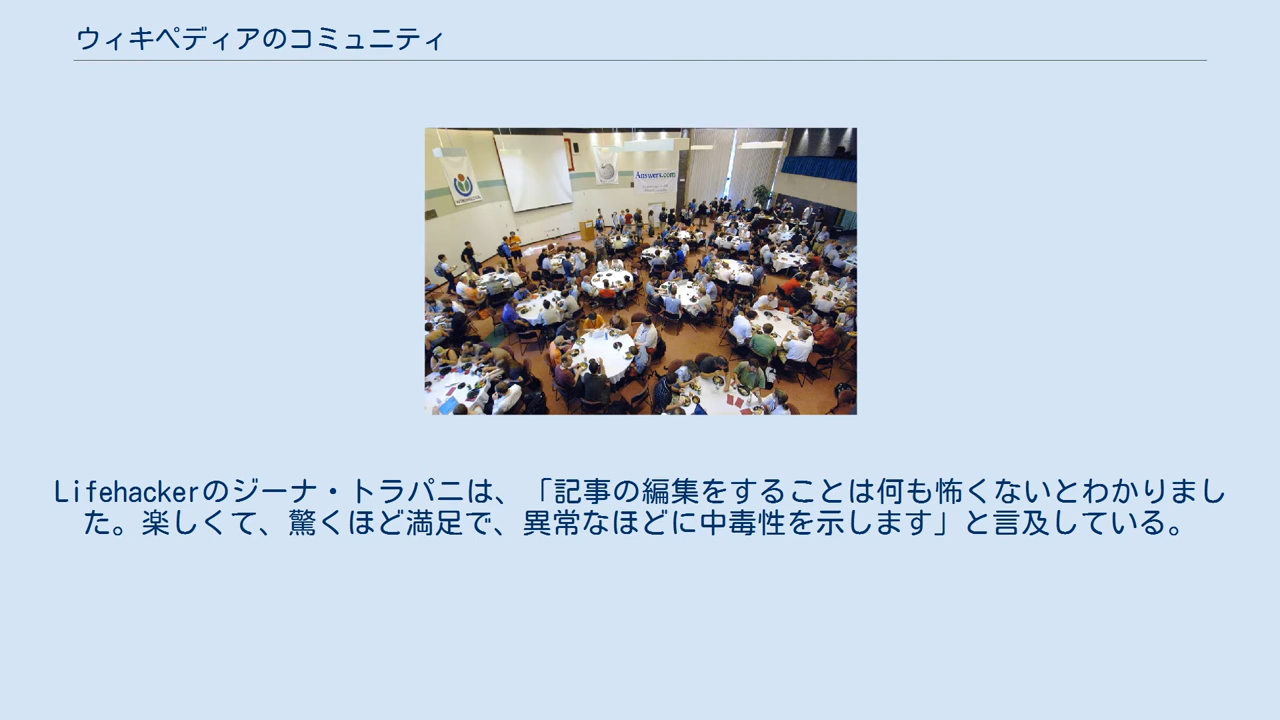 ウィキペディアのコミュニティ
WIKIMEDIA
Answers.com
Lifehackerのジーナ・トラパニは、「記事の編集をすることは何も怖くないとわかりまし
た。楽しくて、驚くほど満足で、異常なほどに中毒性を示します」と言及している。